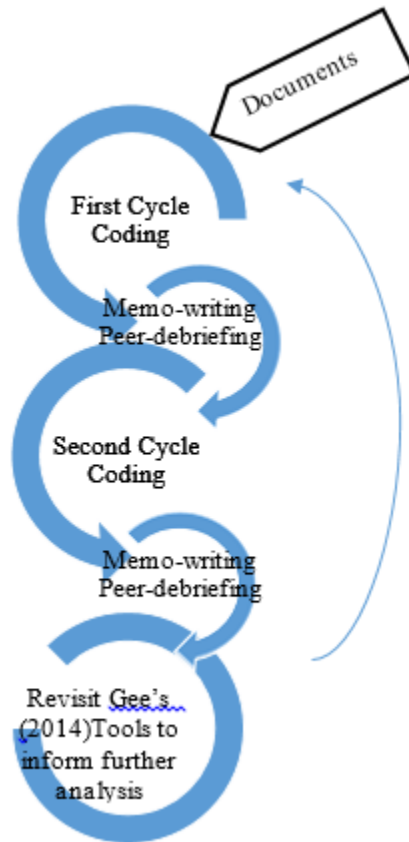 Documents
First Cycle
Coding
Memo-writing
Peer-debriefing
Second Cycle
Coding
Memo-writing
Peer-debriefing
Revisit Gee's
(2014)Tools to
inform further
analysis